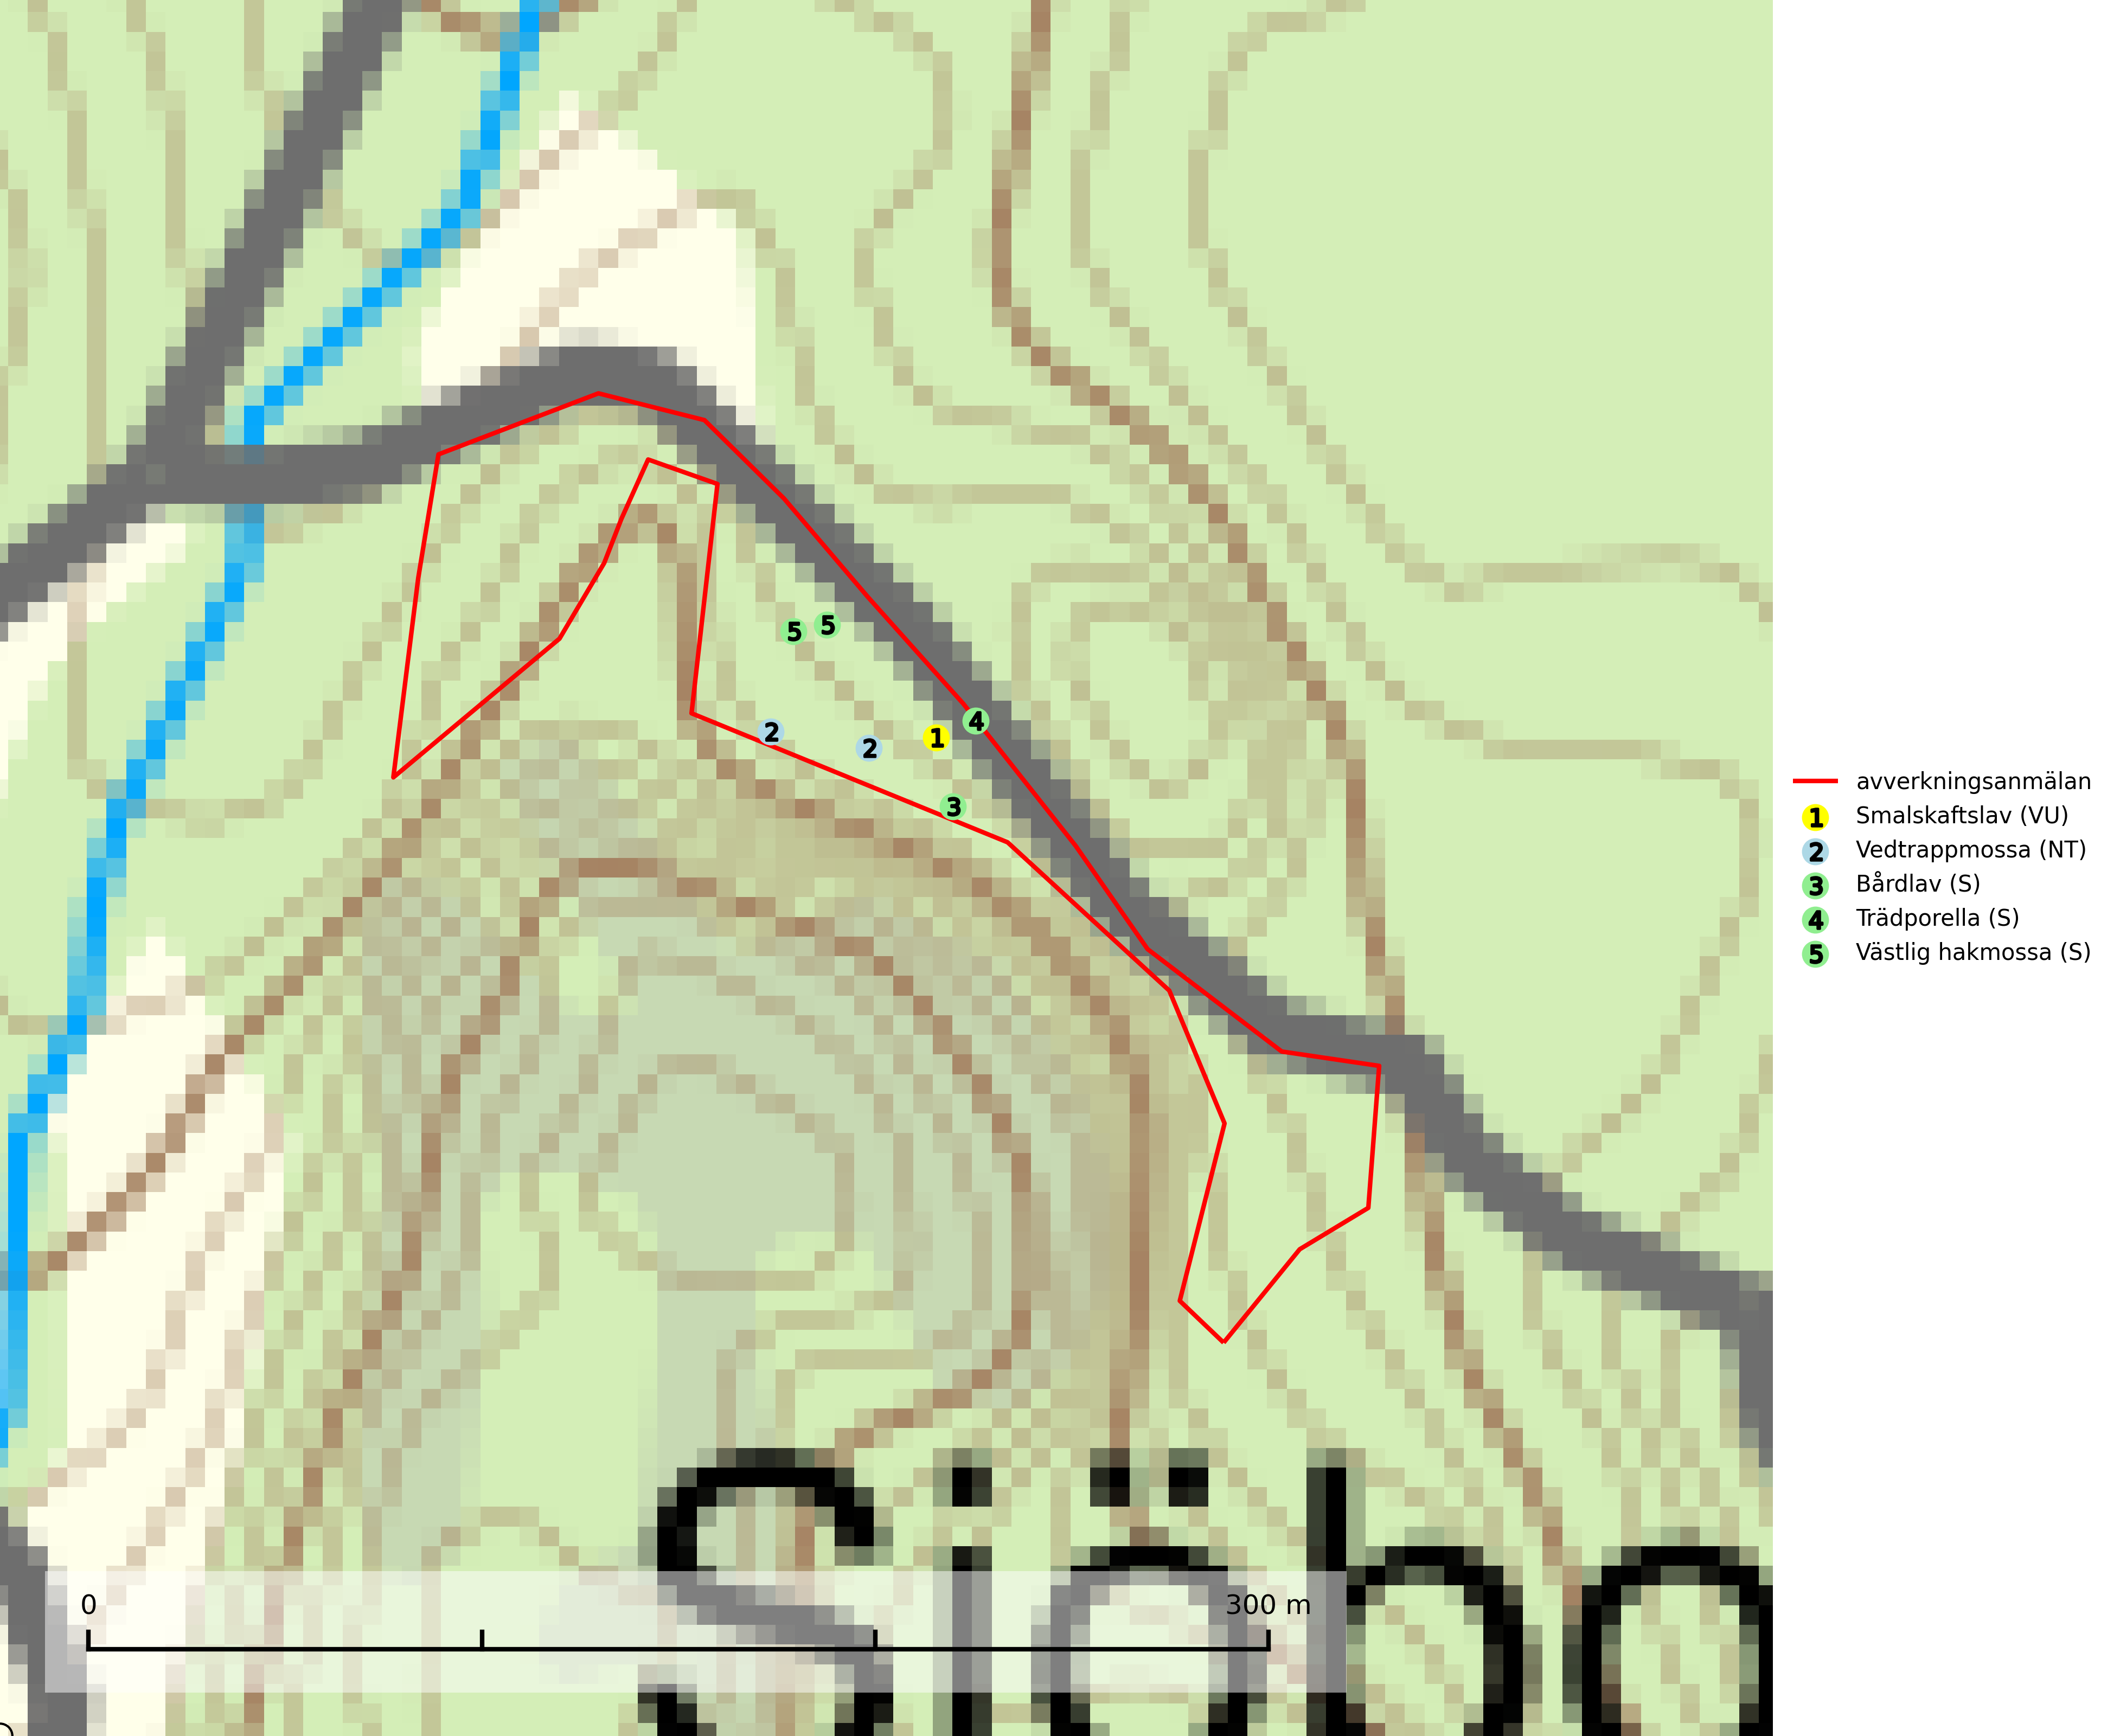 5 5
4
1
2
2
3
avverkningsanmälan
1 Smalskaftslav (VU)
2 Vedtrappmossa (NT)
3 Bårdlav (S)
4 Trädporella (S)
5 Västlig hakmossa (S)
0 300 m